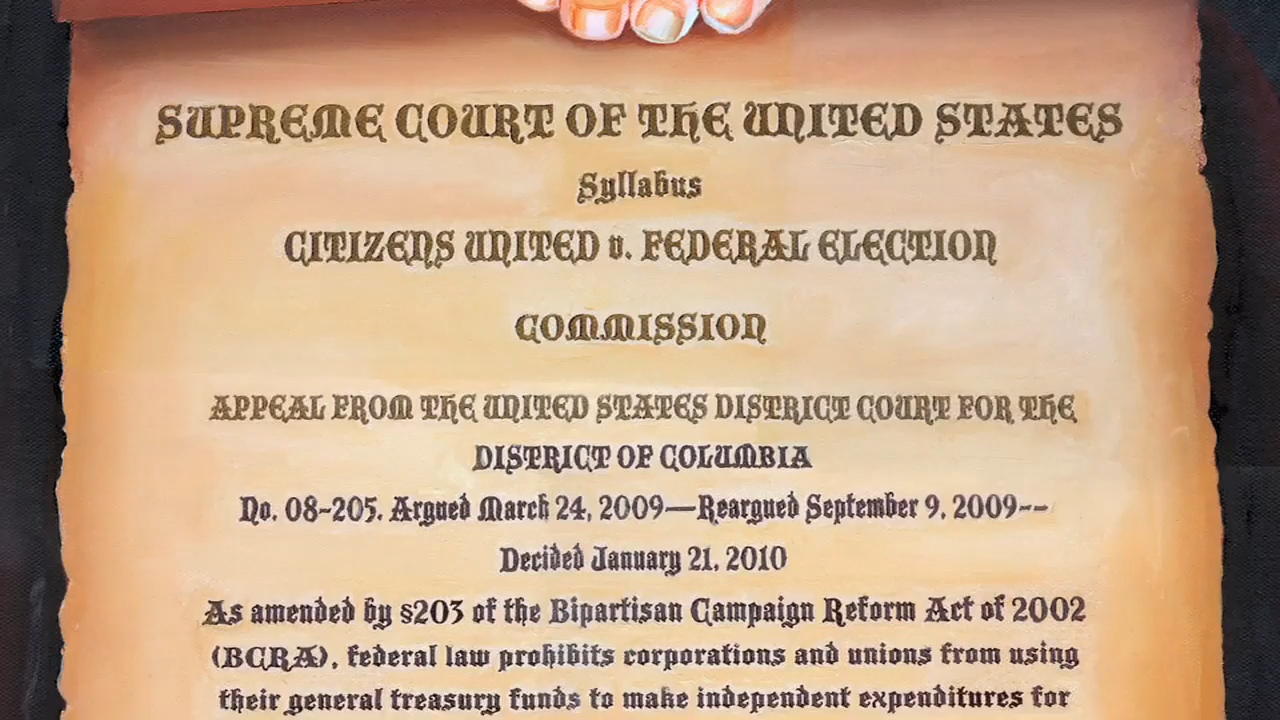 SUPREME COURT OF THE UNITED STATES
Syllabus
CITIZENS UNITED v. FEDERAL ELECTION
COMMISSION
APPEAL FROM THE UNITED STATES DISTRICT COURT FOR THE
DISTRICT OF COLUMBIA
No. 08-205. Argued March 24, 2009—Reargued September 9, 2009--
Decided January 21, 2010
As amended by §203 of the Bipartisan Campaign Reform Act of 2002
(BCRA), federal law prohibits corporations and unions from using
their general treasury funds to make independent expenditures for